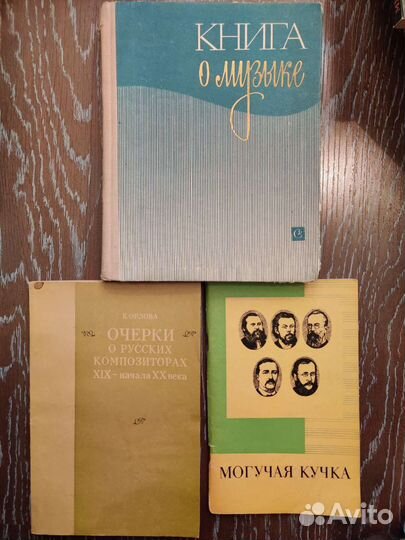 КНИГА
о музыке
Е. ОРЛОВА
ОЧЕРКИ
О РУССКИХ
КОМПОЗИТОРАХ
XIX – начала XX века
МОГУЧАЯ КУЧКА
Avito